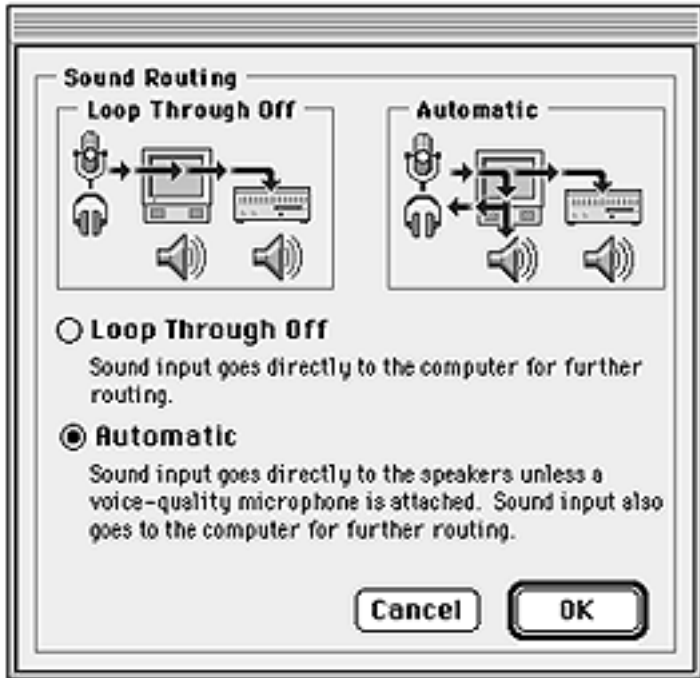 Sound Routing
Loop Through Off
Automatic
Loop Through Off
Sound input goes directly to the computer for further
routing.
Automatic
Sound input goes directly to the speakers unless a
voice-quality microphone is attached. Sound input also
goes to the computer for further routing.
Cancel
OK